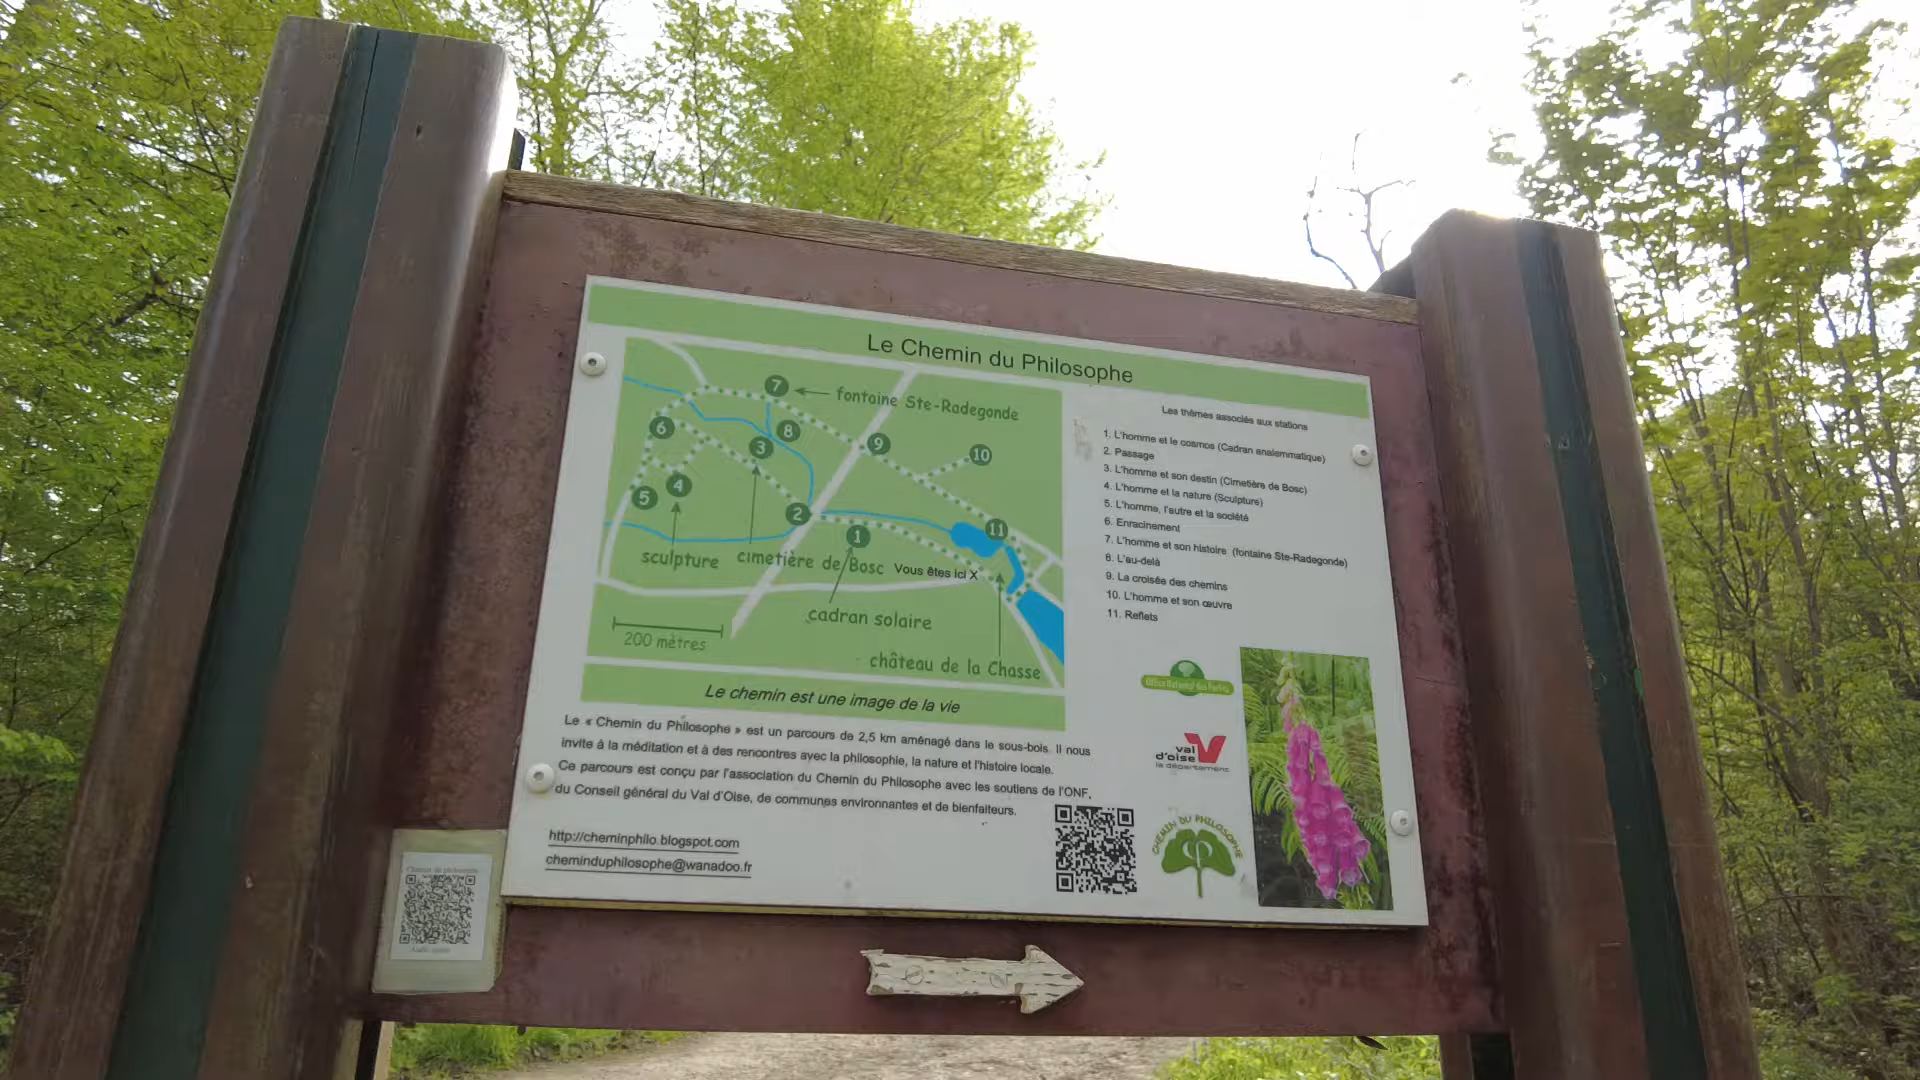 Le Chemin du Philosophe
7
fontaine Ste-Radegonde
6
8
3
9
10
4
5
2
1
11
sculpture
cimetière de Bosc
Vous êtes ici X
cadran solaire
200 mètres
château de la Chasse
Les thèmes associés aux stations
1. L'homme et le cosmos (Cadran analemmatique)
2. Passage
3. L'homme et son destin (Cimetière de Bosc)
4. L'homme et la nature (Sculpture)
5. L'homme, l'autre et la société
6. Enracinement
7. L'homme et son histoire (fontaine Ste-Radegonde)
8. L'eu-delà
9. La croisée des chemins
10. L'homme et son œuvre
11. Reflets
Le chemin est une image de la vie
Le « Chemin du Philosophe » est un parcours de 2,5 km aménagé dans le sous-bois. Il nous
invite à la méditation et à des rencontres avec la philosophie, la nature et l'histoire locale.
Ce parcours est conçu par l'association du Chemin du Philosophe avec les soutiens de l'ONF,
du Conseil général du Val d'Oise, de communes environnantes et de bienfaiteurs.
http://cheminphilo.blogspot.com
cheminduphilosophe@wanadoo.fr
Office National des Forêts
val
d'oise
le département
CHEMIN DU PHILOSOPHE
Chemin du philosophe